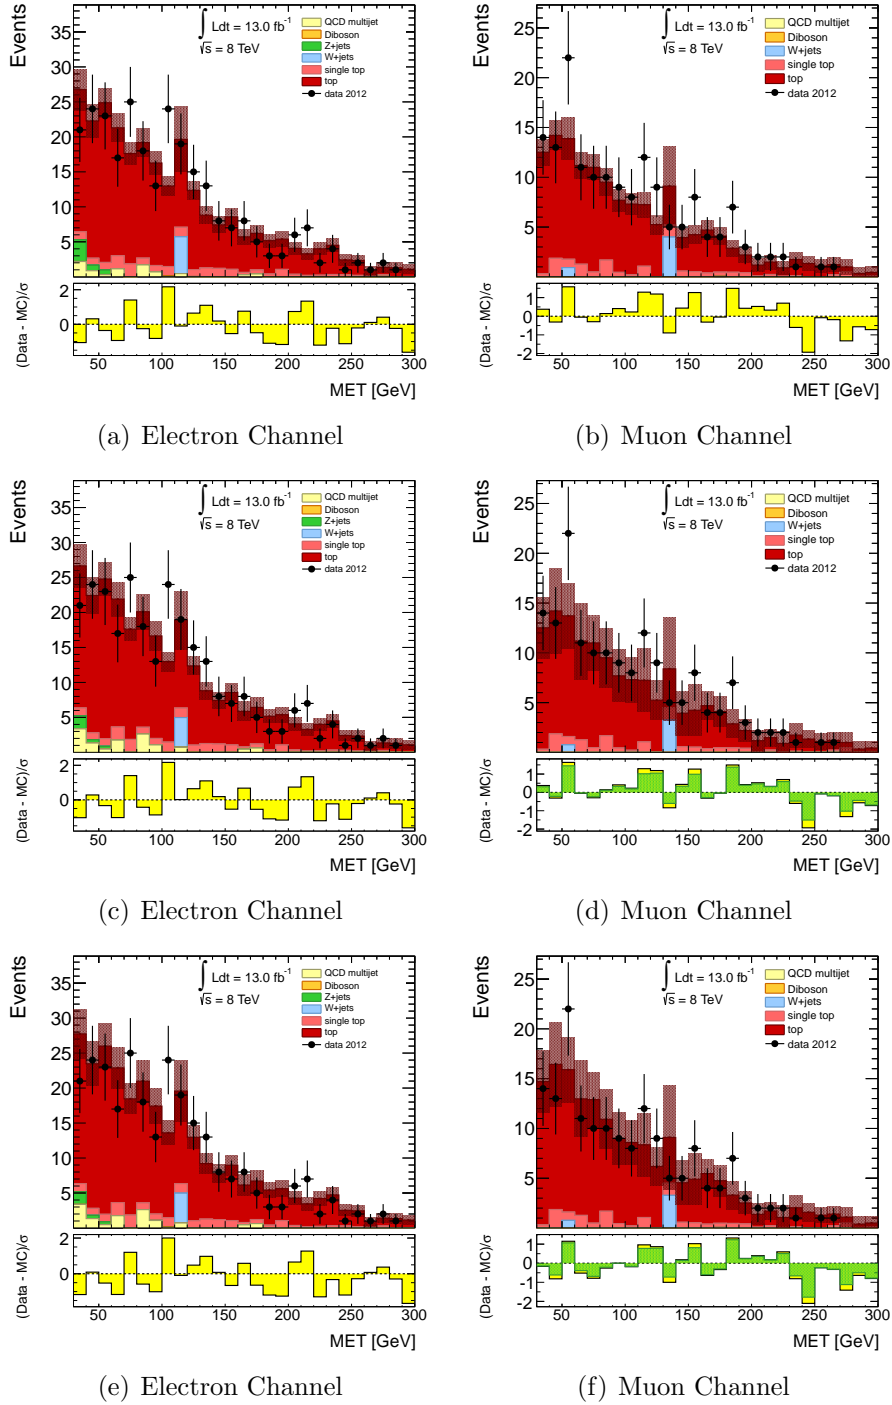 Events
∫ Ldt = 13.0 fb⁻¹
√s = 8 TeV
QCD multijet
Diboson
Z+jets
W+jets
single top
top
data 2012
35
30
25
20
15
10
5
(Data - MC)/σ
2
0
50 100 150 200 250 300
MET [GeV]
(a) Electron Channel
Events
∫ Ldt = 13.0 fb⁻¹
√s = 8 TeV
QCD multijet
Diboson
W+jets
single top
top
data 2012
25
20
15
10
5
(Data - MC)/σ
1
0
-1
-2
50 100 150 200 250 300
MET [GeV]
(b) Muon Channel
Events
∫ Ldt = 13.0 fb⁻¹
√s = 8 TeV
QCD multijet
Diboson
Z+jets
W+jets
single top
top
data 2012
35
30
25
20
15
10
5
(Data - MC)/σ
2
0
50 100 150 200 250 300
MET [GeV]
(c) Electron Channel
Events
∫ Ldt = 13.0 fb⁻¹
√s = 8 TeV
QCD multijet
Diboson
W+jets
single top
top
data 2012
25
20
15
10
5
(Data - MC)/σ
1
0
-1
-2
50 100 150 200 250 300
MET [GeV]
(d) Muon Channel
Events
∫ Ldt = 13.0 fb⁻¹
√s = 8 TeV
QCD multijet
Diboson
Z+jets
W+jets
single top
top
data 2012
35
30
25
20
15
10
5
(Data - MC)/σ
2
0
50 100 150 200 250 300
MET [GeV]
(e) Electron Channel
Events
∫ Ldt = 13.0 fb⁻¹
√s = 8 TeV
QCD multijet
Diboson
W+jets
single top
top
data 2012
25
20
15
10
5
(Data - MC)/σ
1
0
-1
-2
50 100 150 200 250 300
MET [GeV]
(f) Muon Channel